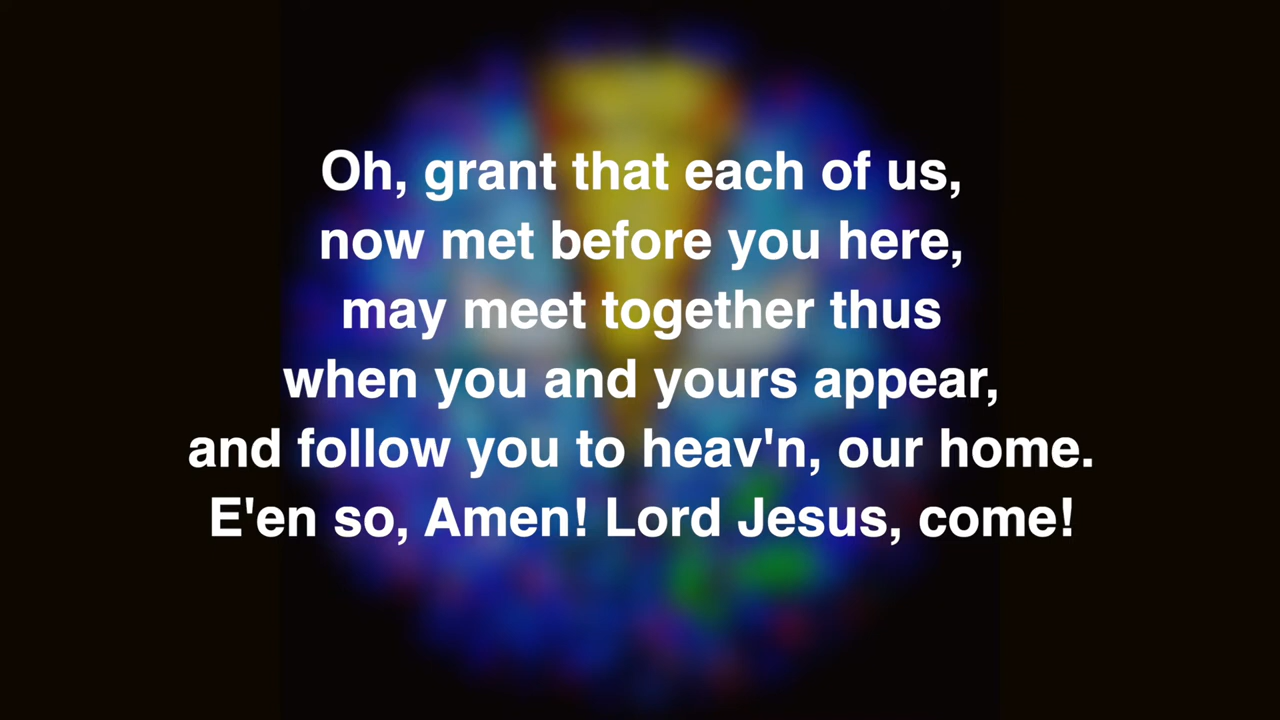 Oh, grant that each of us,
now met before you here,
may meet together thus
when you and yours appear,
and follow you to heav'n, our home.
E'en so, Amen! Lord Jesus, come!